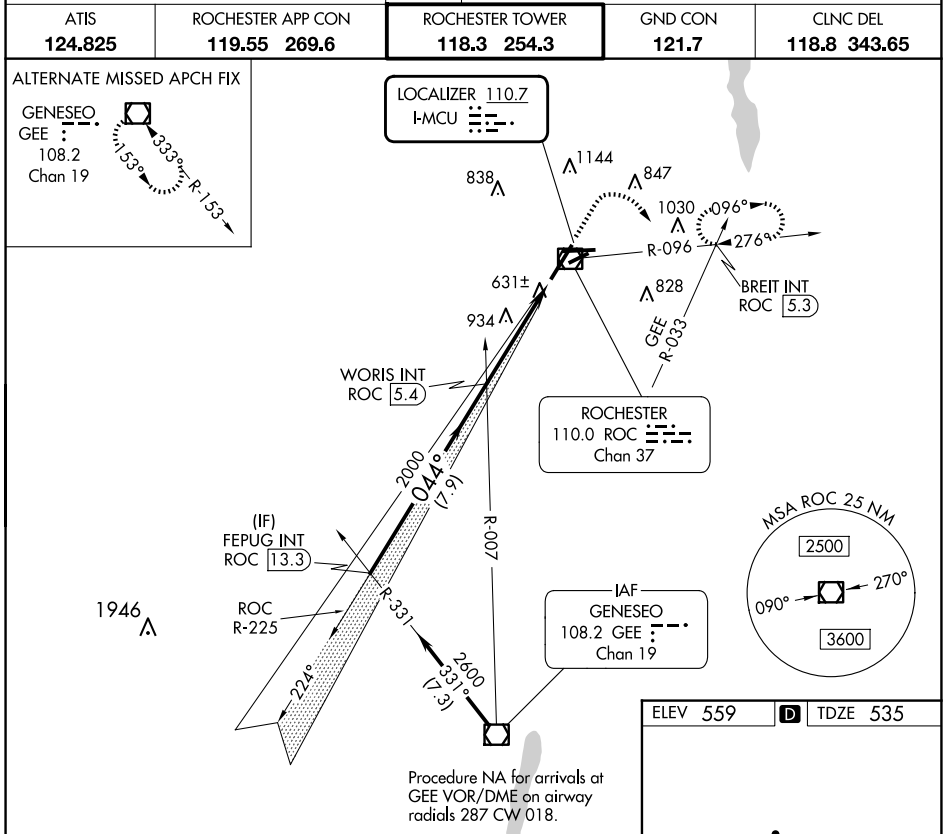 ATIS
124.825
ROCHESTER APP CON
119.55 269.6
ROCHESTER TOWER
118.3 254.3
GND CON
121.7
CLNC DEL
118.8 343.65
ALTERNATE MISSED APCH FIX
GENESEO
GEE
108.2
Chan 19
153°
333°
R-153
LOCALIZER 110.7
I-MCU
838
1144
847
1030
096°
R-096
276°
631±
934
828
BREIT INT
ROC 5.3
GEE
R-033
WORIS INT
ROC 5.4
ROCHESTER
110.0 ROC
Chan 37
2000
044°
(7.9)
R-007
(IF)
FEPUG INT
ROC 13.3
MSA ROC 25 NM
2500
090°
270°
3600
1946
ROC
R-225
R-331
224°
2600
331°
(7.3)
IAF
GENESEO
108.2 GEE
Chan 19
Procedure NA for arrivals at
GEE VOR/DME on airway
radials 287 CW 018.
ELEV 559
D
TDZE 535